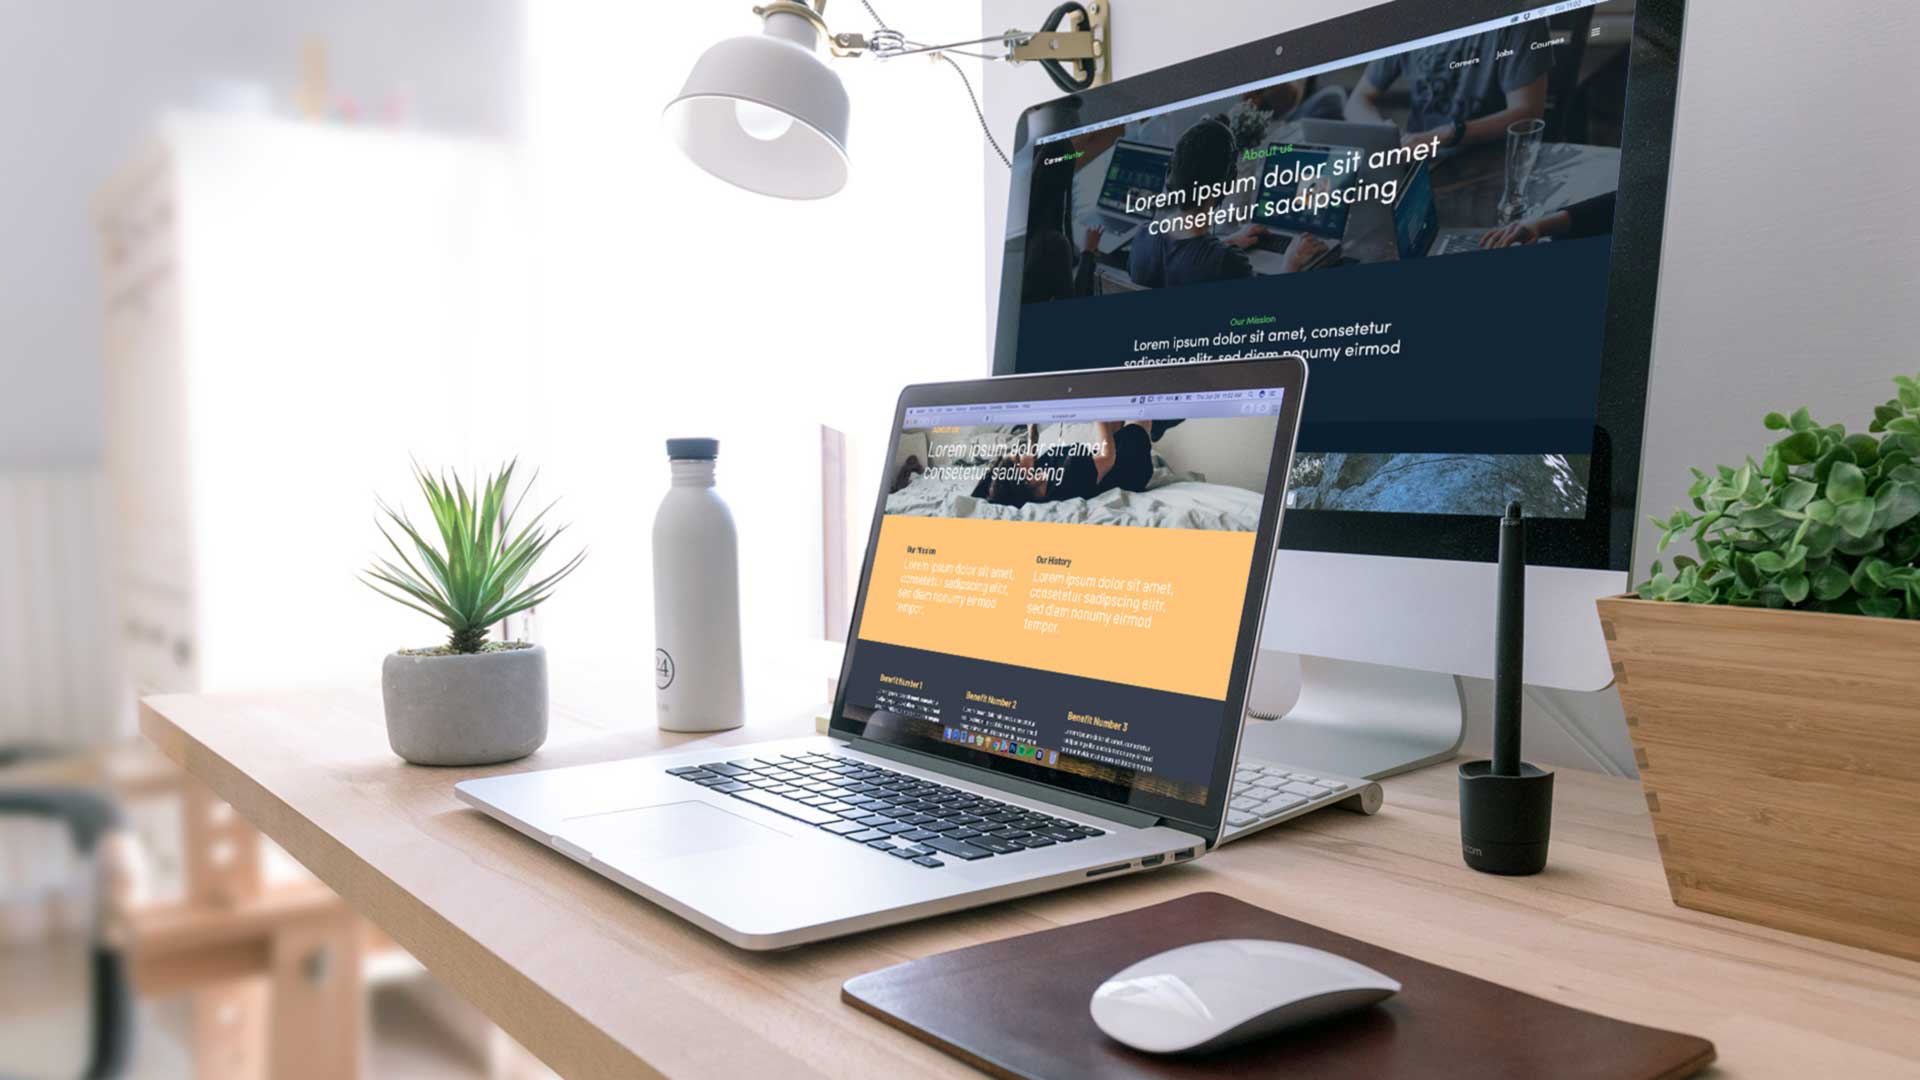 Careers Jobs Courses
CareerHunter
About us
Lorem ipsum dolor sit amet
consetetur sadipscing
Our Mission
Lorem ipsum dolor sit amet, consetetur
sadipscing elitr, sed diam nonumy eirmod
About us
Lorem ipsum dolor sit amet
consetetur sadipscing
Our Mission
Lorem ipsum dolor sit amet,
consetetur sadipscing elitr,
sed diam nonumy eirmod
tempor.
Our History
Lorem ipsum dolor sit amet,
consetetur sadipscing elitr,
sed diam nonumy eirmod
tempor.
Benefit Number 1
Benefit Number 2
Benefit Number 3
24